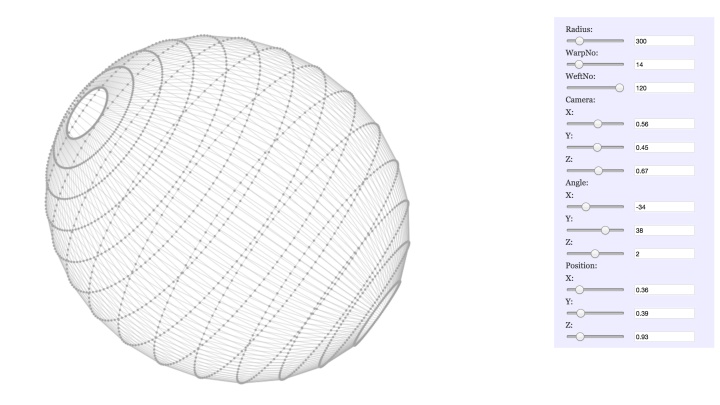 Radius:
300
WarpNo:
14
WeftNo:
120
Camera:
X:
0.56
Y:
0.45
Z:
0.67
Angle:
X:
-34
Y:
38
Z:
2
Position:
X:
0.36
Y:
0.39
Z:
0.93